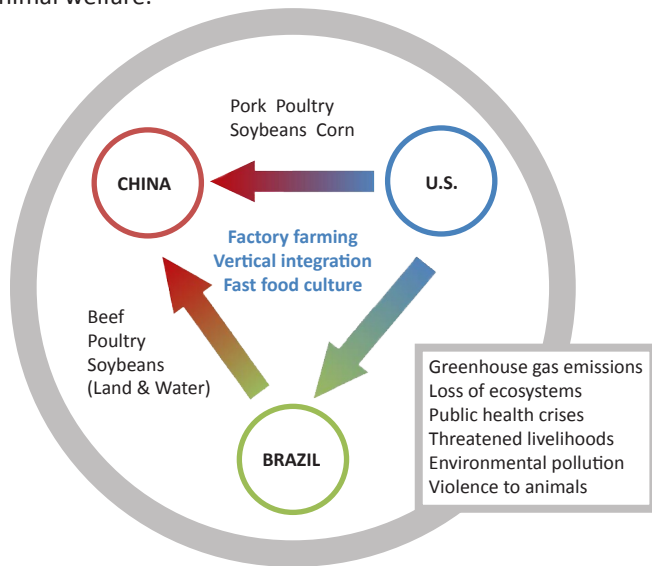 nimal welfare.
Pork Poultry
Soybeans Corn
CHINA
U.S.
Factory farming
Vertical integration
Fast food culture
Beef
Poultry
Soybeans
(Land & Water)
BRAZIL
Greenhouse gas emissions
Loss of ecosystems
Public health crises
Threatened livelihoods
Environmental pollution
Violence to animals